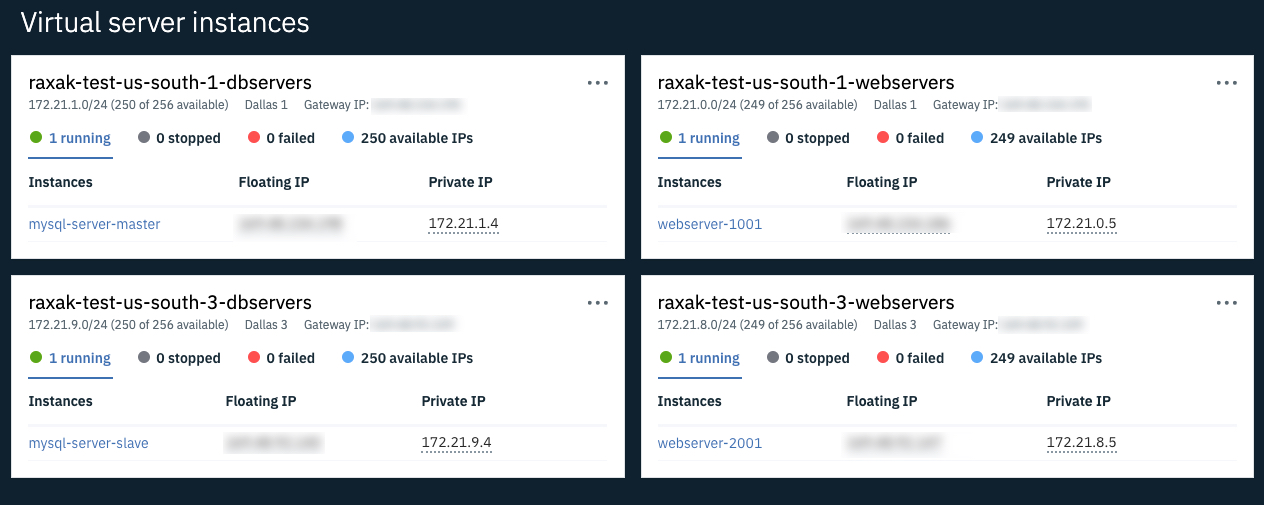 Virtual server instances
raxak-test-us-south-1-dbservers
172.21.1.0/24 (250 of 256 available) Dallas 1 Gateway IP:
1 running 0 stopped 0 failed 250 available IPs
Instances Floating IP Private IP
mysql-server-master 172.21.1.4
raxak-test-us-south-1-webservers
172.21.0.0/24 (249 of 256 available) Dallas 1 Gateway IP:
1 running 0 stopped 0 failed 249 available IPs
Instances Floating IP Private IP
webserver-1001 172.21.0.5
raxak-test-us-south-3-dbservers
172.21.9.0/24 (250 of 256 available) Dallas 3 Gateway IP:
1 running 0 stopped 0 failed 250 available IPs
Instances Floating IP Private IP
mysql-server-slave 172.21.9.4
raxak-test-us-south-3-webservers
172.21.8.0/24 (249 of 256 available) Dallas 3 Gateway IP:
1 running 0 stopped 0 failed 249 available IPs
Instances Floating IP Private IP
webserver-2001 172.21.8.5